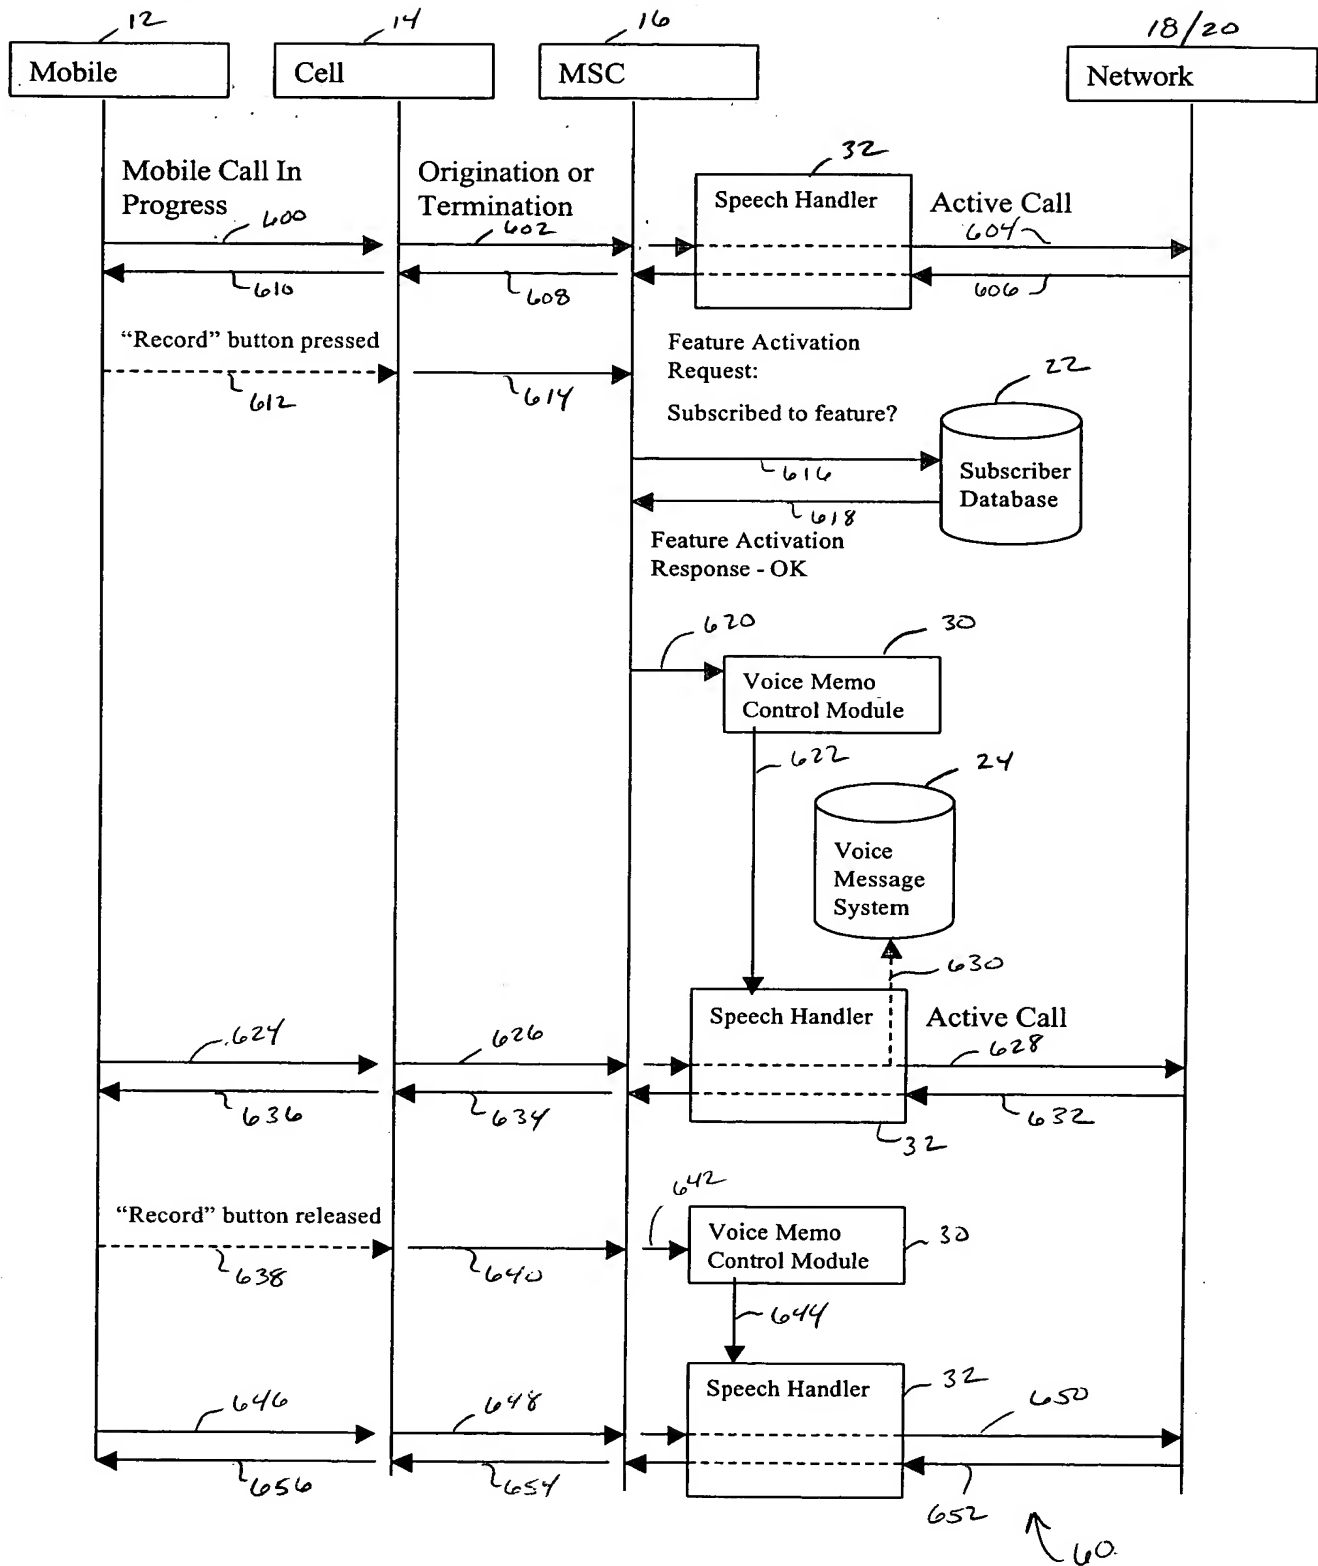 12
14
16
18/20
Mobile
Cell
MSC
Network
32
Mobile Call In
Progress
Origination or
Termination
Speech Handler
Active Call
600
602
604
610
608
606
"Record" button pressed
612
614
Feature Activation
Request:
Subscribed to feature?
22
616
618
Subscriber
Database
Feature Activation
Response - OK
620
30
Voice Memo
Control Module
622
24
Voice
Message
System
630
Speech Handler
Active Call
624
626
628
636
634
632
32
642
"Record" button released
638
640
Voice Memo
Control Module
30
644
Speech Handler
32
646
648
650
656
654
652
60